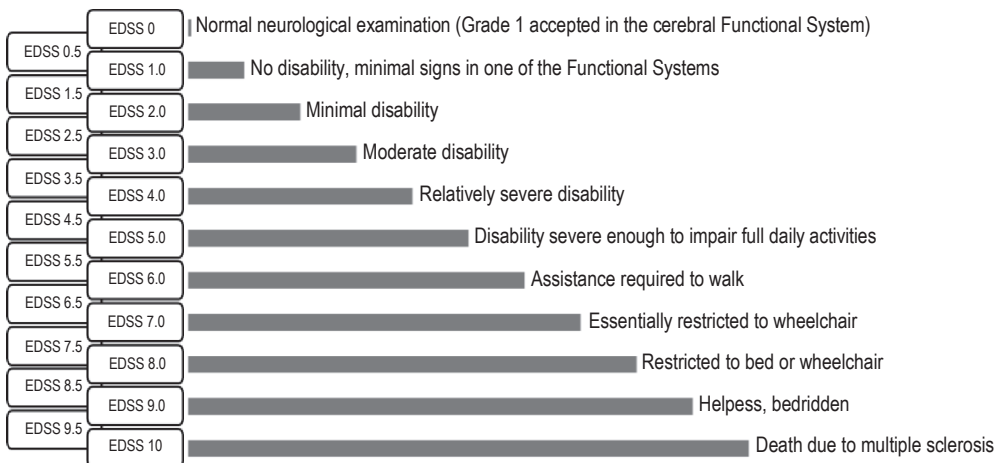 EDSS 0 Normal neurological examination (Grade 1 accepted in the cerebral Functional System)
EDSS 0.5
EDSS 1.0 No disability, minimal signs in one of the Functional Systems
EDSS 1.5
EDSS 2.0 Minimal disability
EDSS 2.5
EDSS 3.0 Moderate disability
EDSS 3.5
EDSS 4.0 Relatively severe disability
EDSS 4.5
EDSS 5.0 Disability severe enough to impair full daily activities
EDSS 5.5
EDSS 6.0 Assistance required to walk
EDSS 6.5
EDSS 7.0 Essentially restricted to wheelchair
EDSS 7.5
EDSS 8.0 Restricted to bed or wheelchair
EDSS 8.5
EDSS 9.0 Helpess, bedridden
EDSS 9.5
EDSS 10 Death due to multiple sclerosis